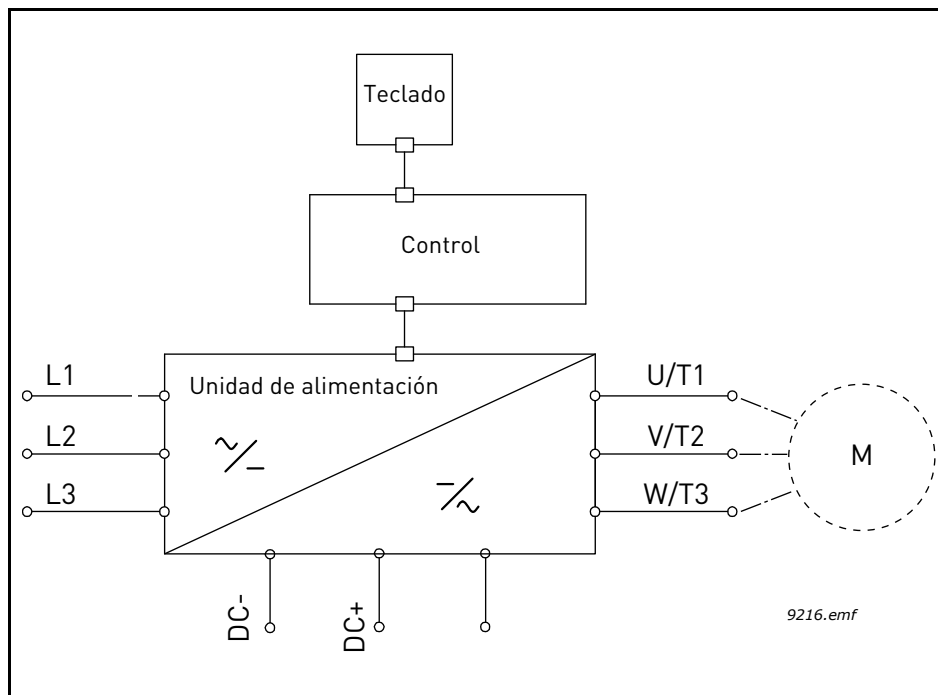 Teclado
Control
Unidad de alimentación
L1
L2
L3
U/T1
V/T2
W/T3
M
DC-
DC+
9216.emf